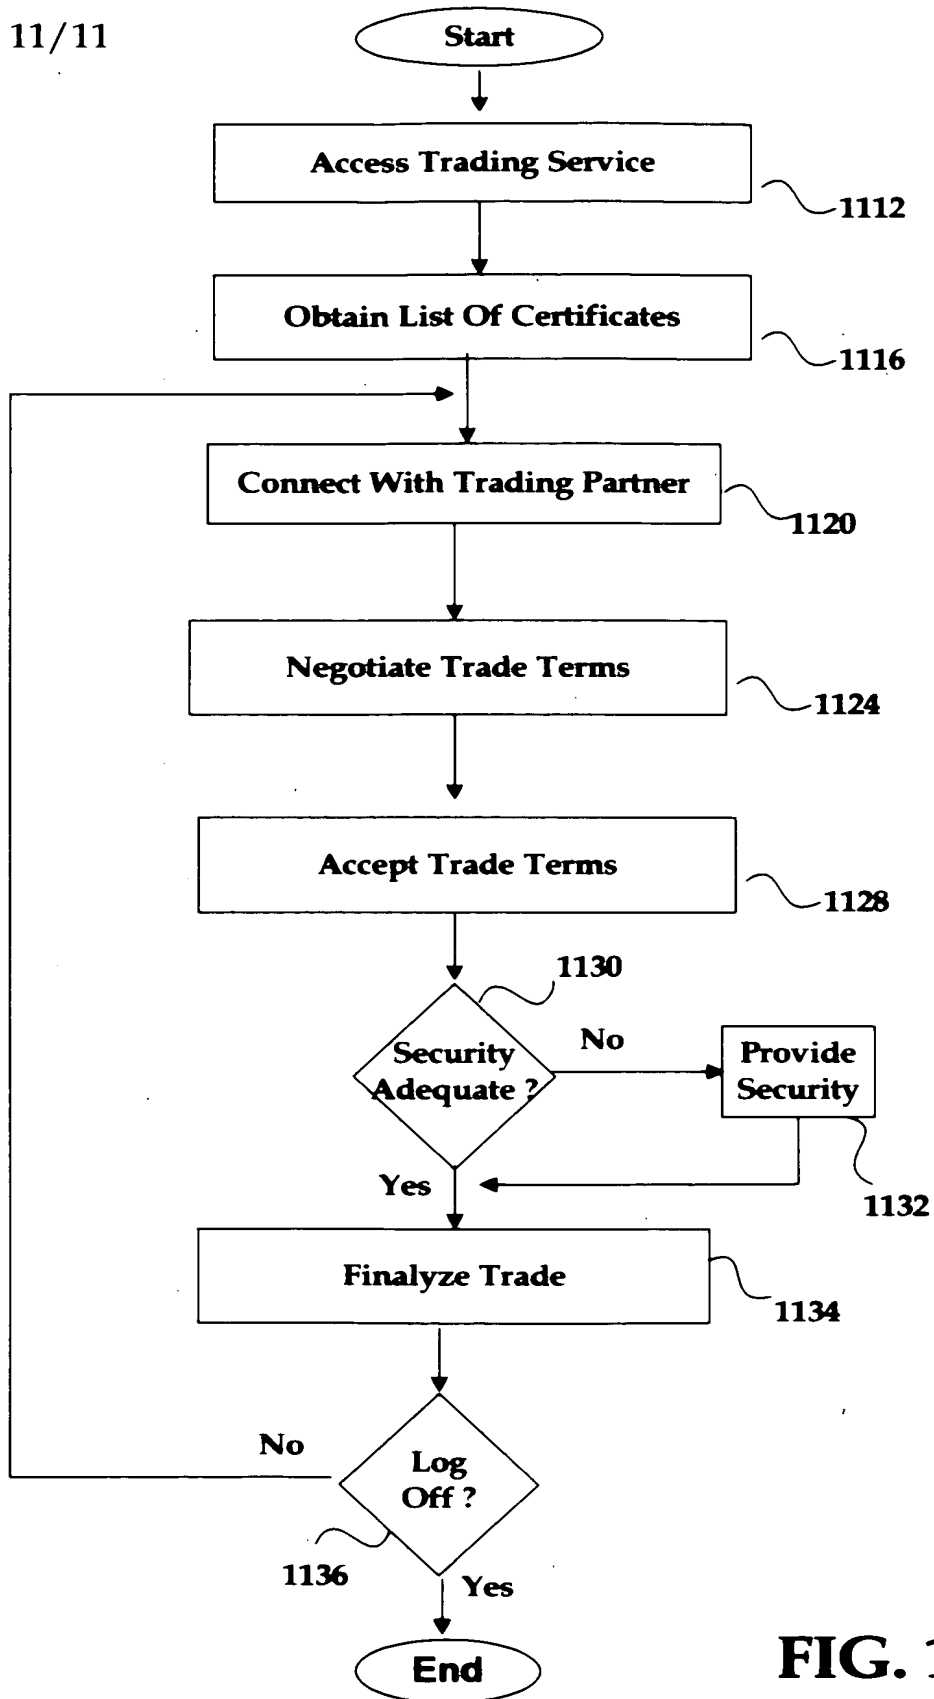 11/11
Start
Access Trading Service
1112
Obtain List Of Certificates
1116
Connect With Trading Partner
1120
Negotiate Trade Terms
1124
Accept Trade Terms
1128
1130
Security
Adequate ?
No
Provide
Security
1132
Yes
Finalyze Trade
1134
No
Log
Off ?
1136
Yes
End
FIG.